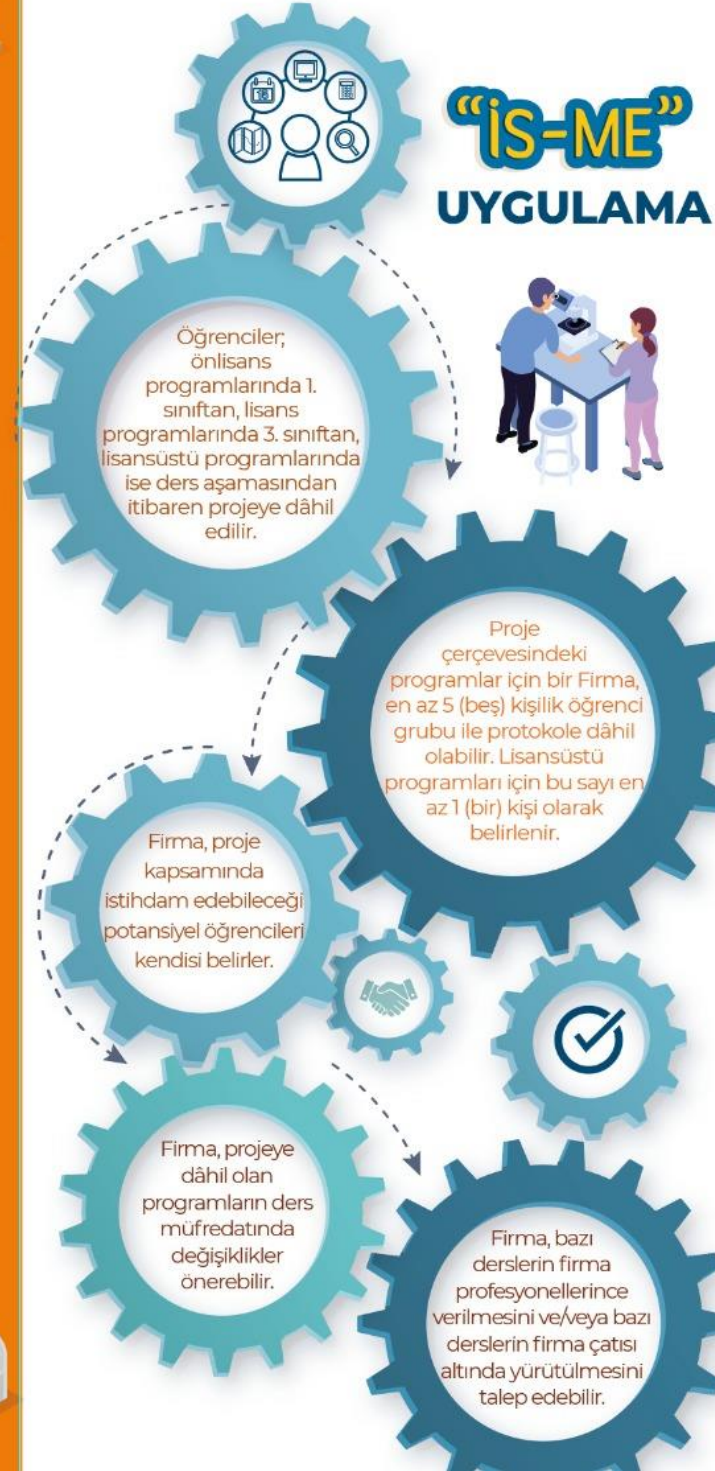 “İS-ME”
UYGULAMA
Öğrenciler;
önlisans
programlarında 1.
sınıftan, lisans
programlarında 3. sınıftan,
lisansüstü programlarında
ise ders aşamasından
itibaren projeye dâhil
edilir.
Proje
çerçevesindeki
programlar için bir Firma,
en az 5 (beş) kişilik öğrenci
grubu ile protokole dâhil
olabilir. Lisansüstü
programları için bu sayı en
az 1 (bir) kişi olarak
belirlenir.
Firma, proje
kapsamında
istihdam edebileceği
potansiyel öğrencileri
kendisi belirler.
Firma, projeye
dâhil olan
programların ders
müfredatında
değişiklikler
önerebilir.
Firma, bazı
derslerin firma
profesyonellerince
verilmesini ve/veya bazı
derslerin firma çatısı
altında yürütülmesini
talep edebilir.